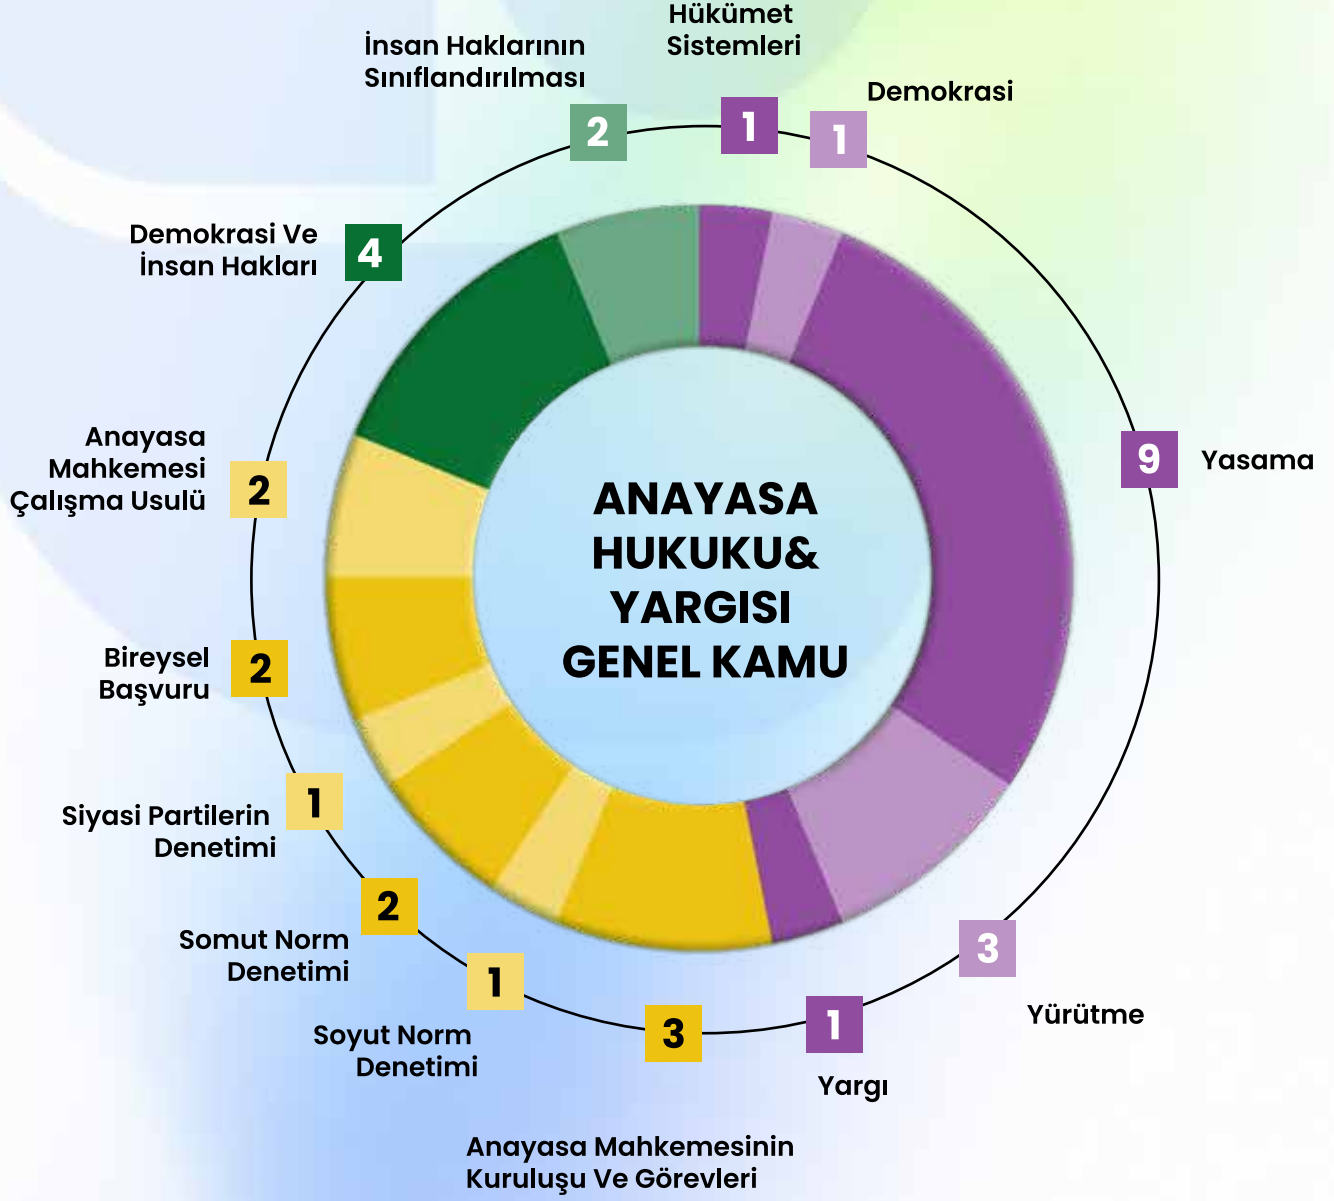 Hükümet
Sistemleri
1
Demokrasi
1
9
Yasama
3
Yürütme
1
Yargı
3
Anayasa Mahkemesinin
Kuruluşu Ve Görevleri
1
Soyut Norm
Denetimi
2
Somut Norm
Denetimi
1
Siyasi Partilerin
Denetimi
2
Bireysel
Başvuru
2
Anayasa
Mahkemesi
Çalışma Usulü
4
Demokrasi Ve
İnsan Hakları
2
İnsan Haklarının
Sınıflandırılması
ANAYASA
HUKUKU&
YARGISI
GENEL KAMU